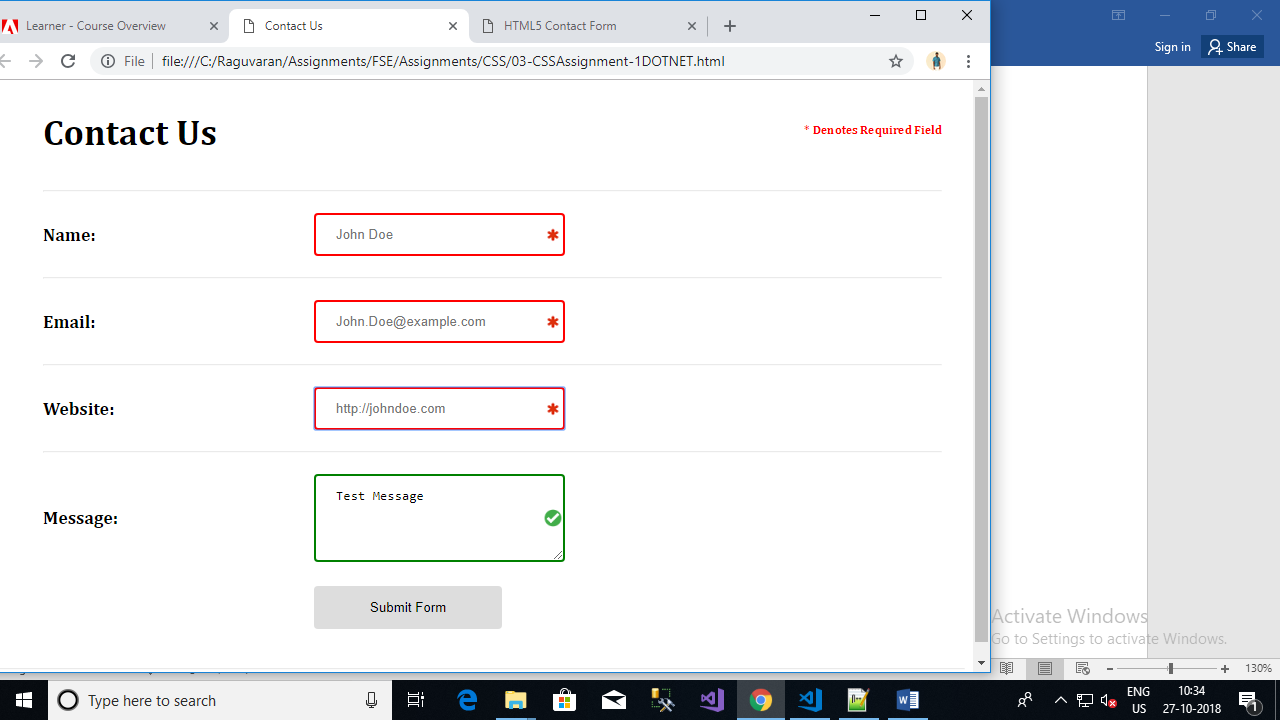 Learner - Course Overview
Contact Us
HTML5 Contact Form
File
file:///C:/Raguvaran/Assignments/FSE/Assignments/CSS/03-CSSAssignment-1DOTNET.html
Sign in
Share
Contact Us
* Denotes Required Field
Name:
John Doe
Email:
John.Doe@example.com
Website:
http://johndoe.com
Message:
Test Message
Submit Form
Activate Windows
Go to Settings to activate Windows.
130%
Type here to search
ENG
US
10:34
27-10-2018
1